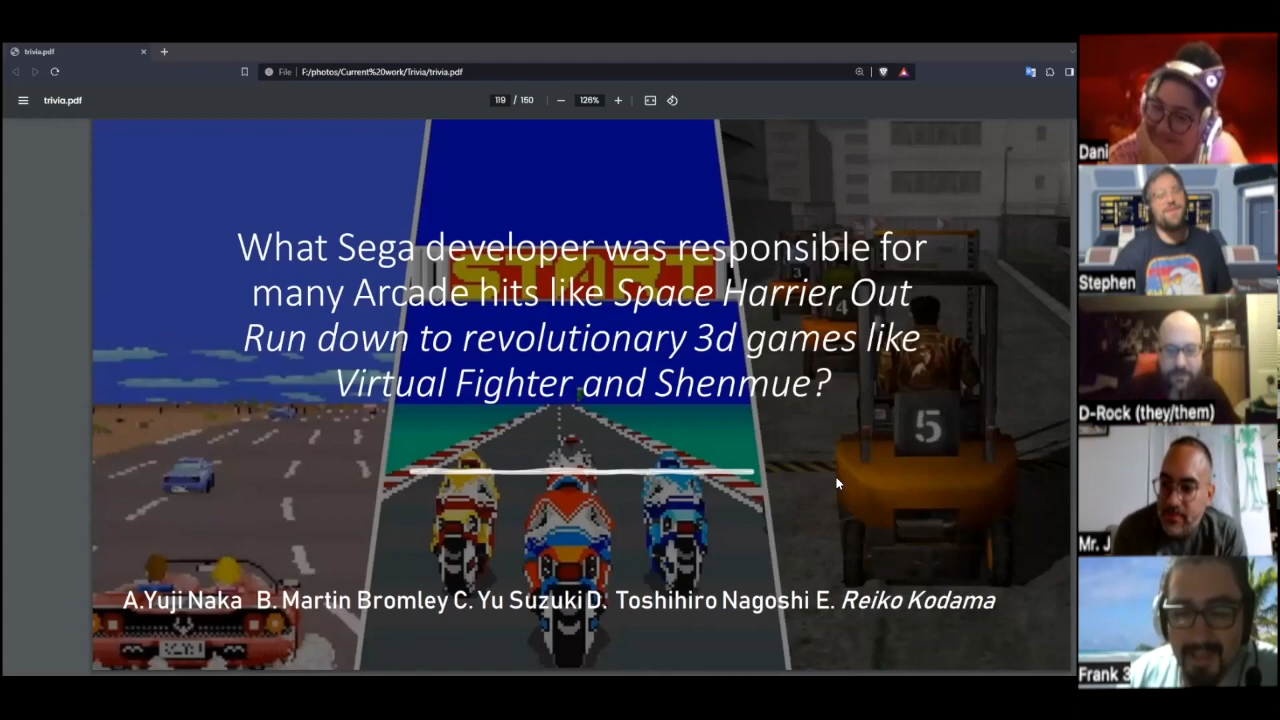 trivia.pdf
File F:/photos/Current%20work/Trivia/trivia.pdf
trivia.pdf
119 / 150
126%
What Sega developer was responsible for
many Arcade hits like Space Harrier Out
Run down to revolutionary 3d games like
Virtual Fighter and Shenmue?
START
3
4
5
A.Yuji Naka B. Martin Bromley C. Yu Suzuki D. Toshihiro Nagoshi E. Reiko Kodama
Dani
Stephen
D-Rock (they/them)
Mr. J
Frank 3